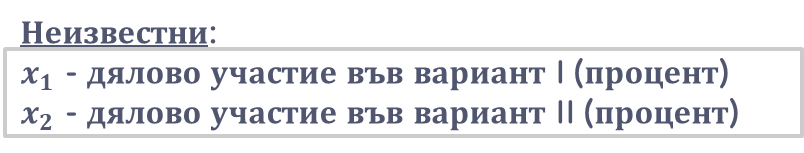 Неизвестни:
x₁ - дялово участие във вариант I (процент)
x₂ - дялово участие във вариант II (процент)